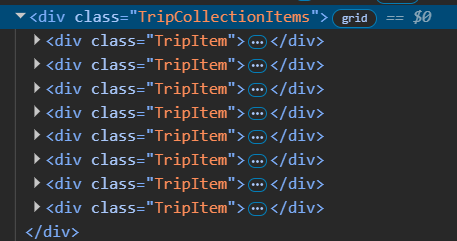 ▼<div class="TripCollectionItems"> grid == $0
▶<div class="TripItem">…</div>
▶<div class="TripItem">…</div>
▶<div class="TripItem">…</div>
▶<div class="TripItem">…</div>
▶<div class="TripItem">…</div>
▶<div class="TripItem">…</div>
▶<div class="TripItem">…</div>
▶<div class="TripItem">…</div>
</div>